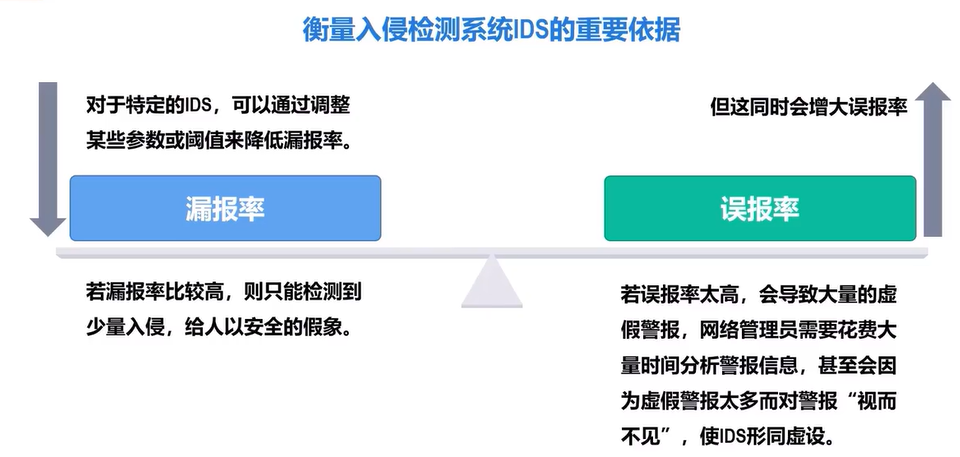 衡量入侵检测系统IDS的重要依据
对于特定的IDS，可以通过调整
某些参数或阈值来降低漏报率。
但这同时会增大误报率
漏报率
误报率
若漏报率比较高，则只能检测到
少量入侵，给人以安全的假象。
若误报率太高，会导致大量的虚
假警报，网络管理员需要花费大
量时间分析警报信息，甚至会因
为虚假警报太多而对警报“视而
不见”，使IDS形同虚设。